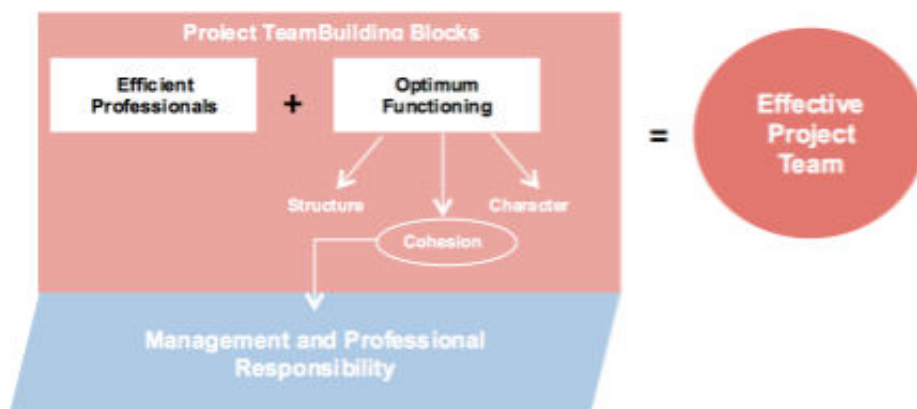 Project TeamBuilding Blocks
Efficient
Professionals
+
Optimum
Functioning
=
Effective
Project
Team
Structure
Character
Cohesion
Management and Professional
Responsibility